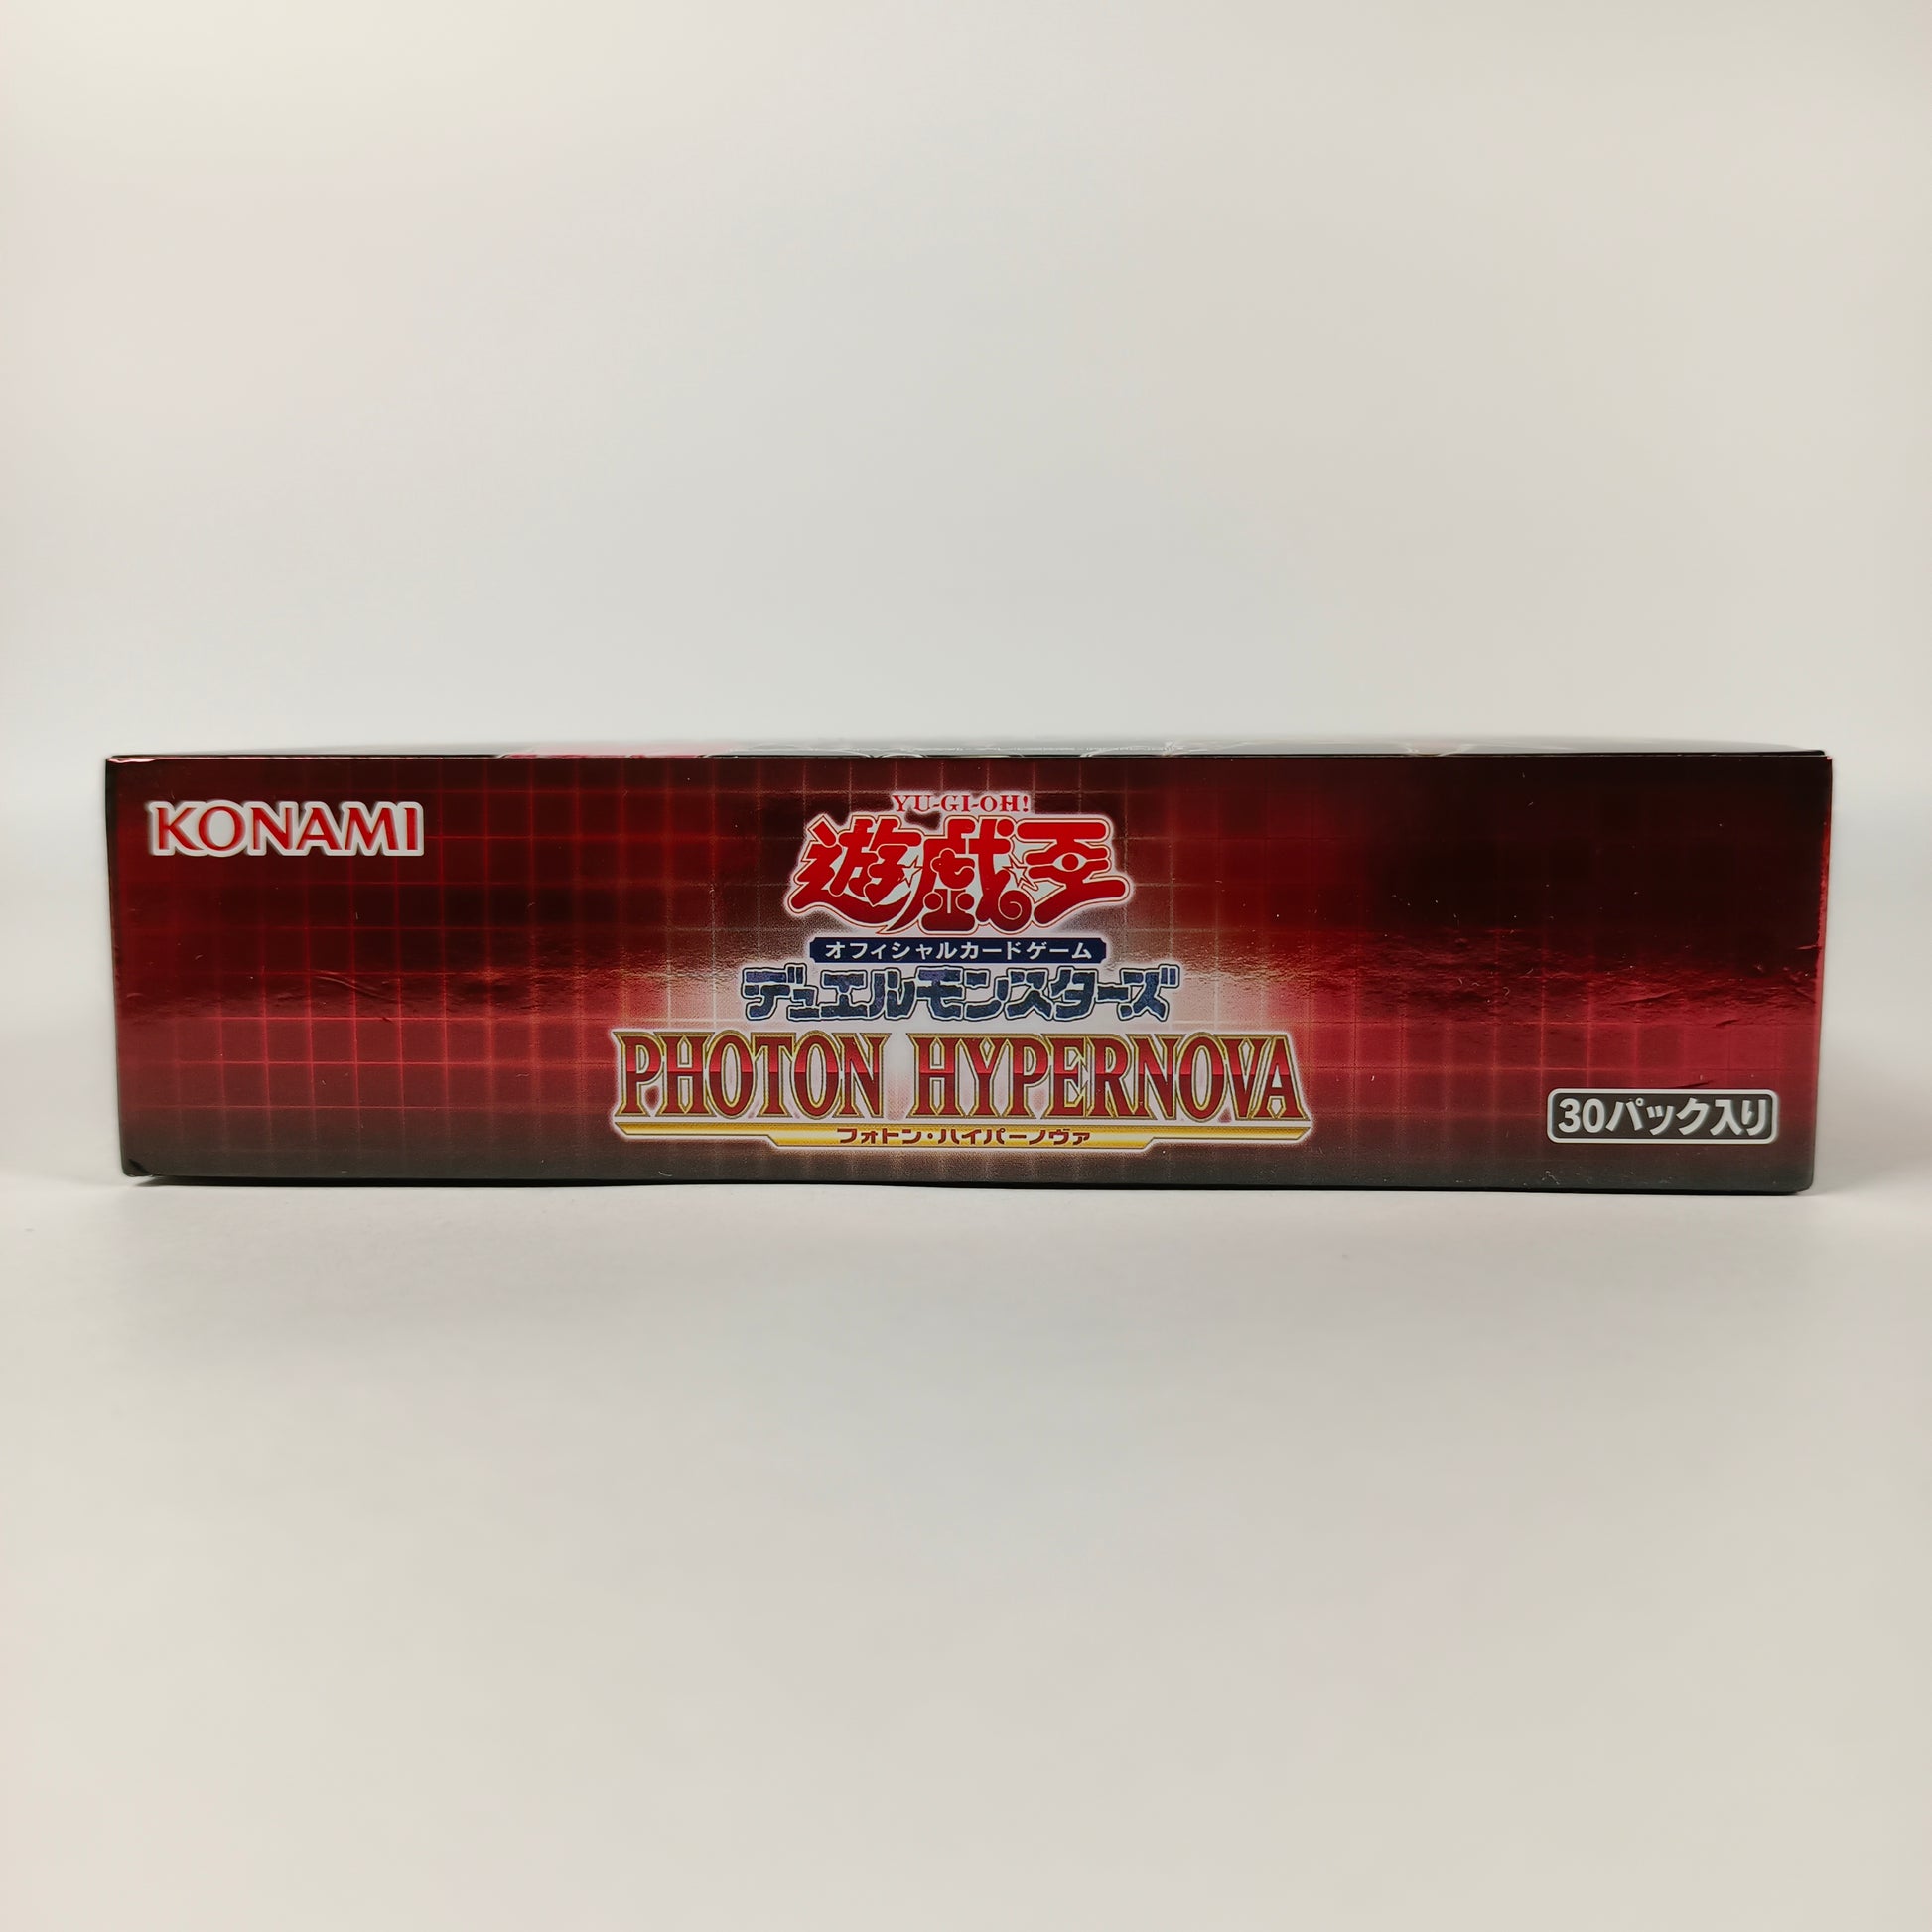 KONAMI
YU-GI-OH!
遊戯王
オフィシャルカードゲーム
デュエルモンスターズ
PHOTON HYPERNOVA
フォトン・ハイパーノヴァ
30パック入り